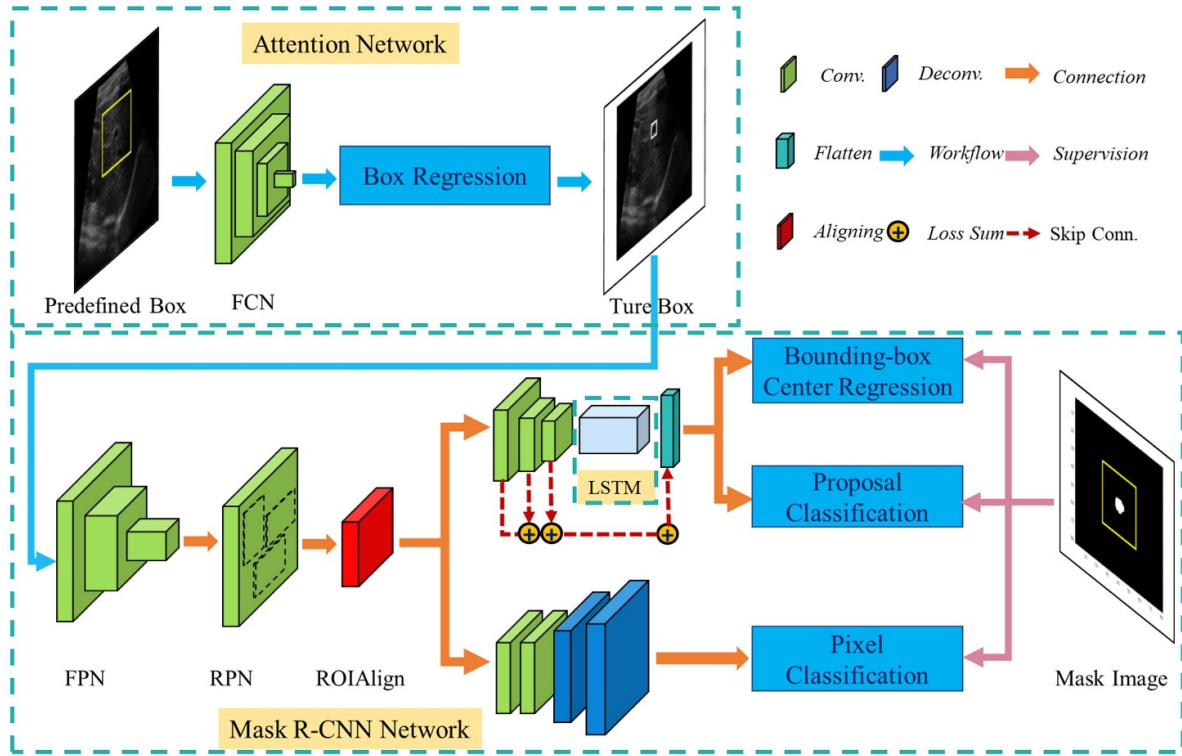 Attention Network
Predefined Box
FCN
Box Regression
Ture Box
Conv.
Deconv.
Connection
Flatten
Workflow
Supervision
Aligning
Loss Sum
Skip Conn.
FPN
RPN
ROIAlign
LSTM
Bounding-box
Center Regression
Proposal
Classification
Pixel
Classification
Mask Image
Mask R-CNN Network